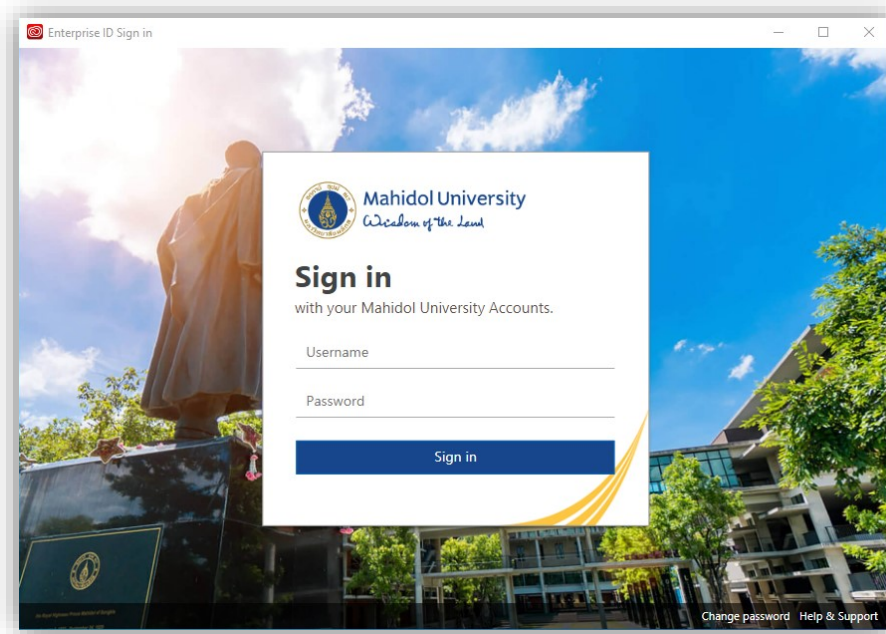 Enterprise ID Sign in
Mahidol University
Wisdom of the Land
Sign in
with your Mahidol University Accounts.
Username
Password
Sign in
Change password Help & Support